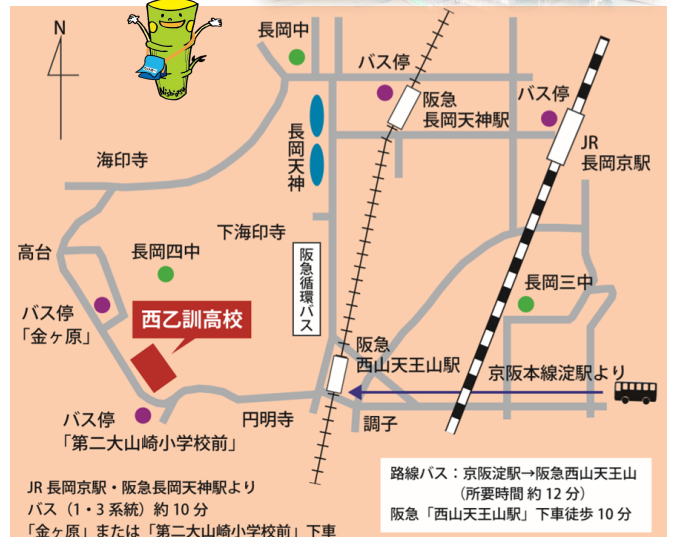 N
長岡中
バス停
阪急
長岡天神駅
バス停
JR
長岡京駅
長岡天神
海印寺
下海印寺
高台
長岡四中
阪急循環バス
長岡三中
バス停
「金ヶ原」
西乙訓高校
阪急
西山天王山駅
京阪本線淀駅より
バス停
「第二大山崎小学校前」
円明寺
調子
JR 長岡京駅・阪急長岡天神駅より
バス（1・3 系統）約 10 分
「金ヶ原」または「第二大山崎小学校前」下車
路線バス：京阪淀駅→阪急西山天王山
（所要時間 約 12 分）
阪急「西山天王山駅」下車徒歩 10 分